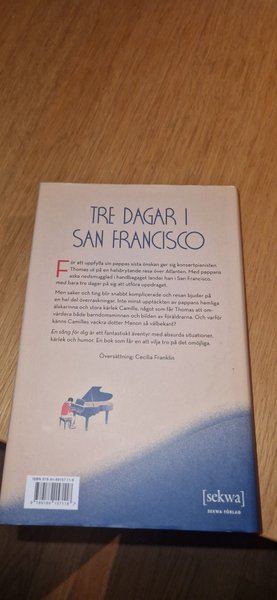 TRE DAGAR I
SAN FRANCISCO
För att uppfylla sin pappas sista önskan ger sig konsertpianisten
Thomas ut på en halsbrytande resa över Atlanten. Med pappans
aska nedsmugglad i handbagaget landar han i San Francisco,
med bara tre dagar på sig att utföra uppdraget.
Men saker och ting blir snabbt komplicerade och resan bjuder på
en hel del överraskningar. Inte minst upptäckten av pappans hemliga
älskarinna och stora kärlek Camille, något som får Thomas att om-
värdera både barndomsminnen och bilden av föräldrarna. Och varför
känns Camilles vackra dotter Manon så välbekant?
En sång för dig är ett fantastiskt äventyr med absurda situationer,
kärlek och humor. En bok som får en att vilja tro på det omöjliga.
Översättning: Cecilia Franklin
[sekwa]
SEKWA FÖRLAG